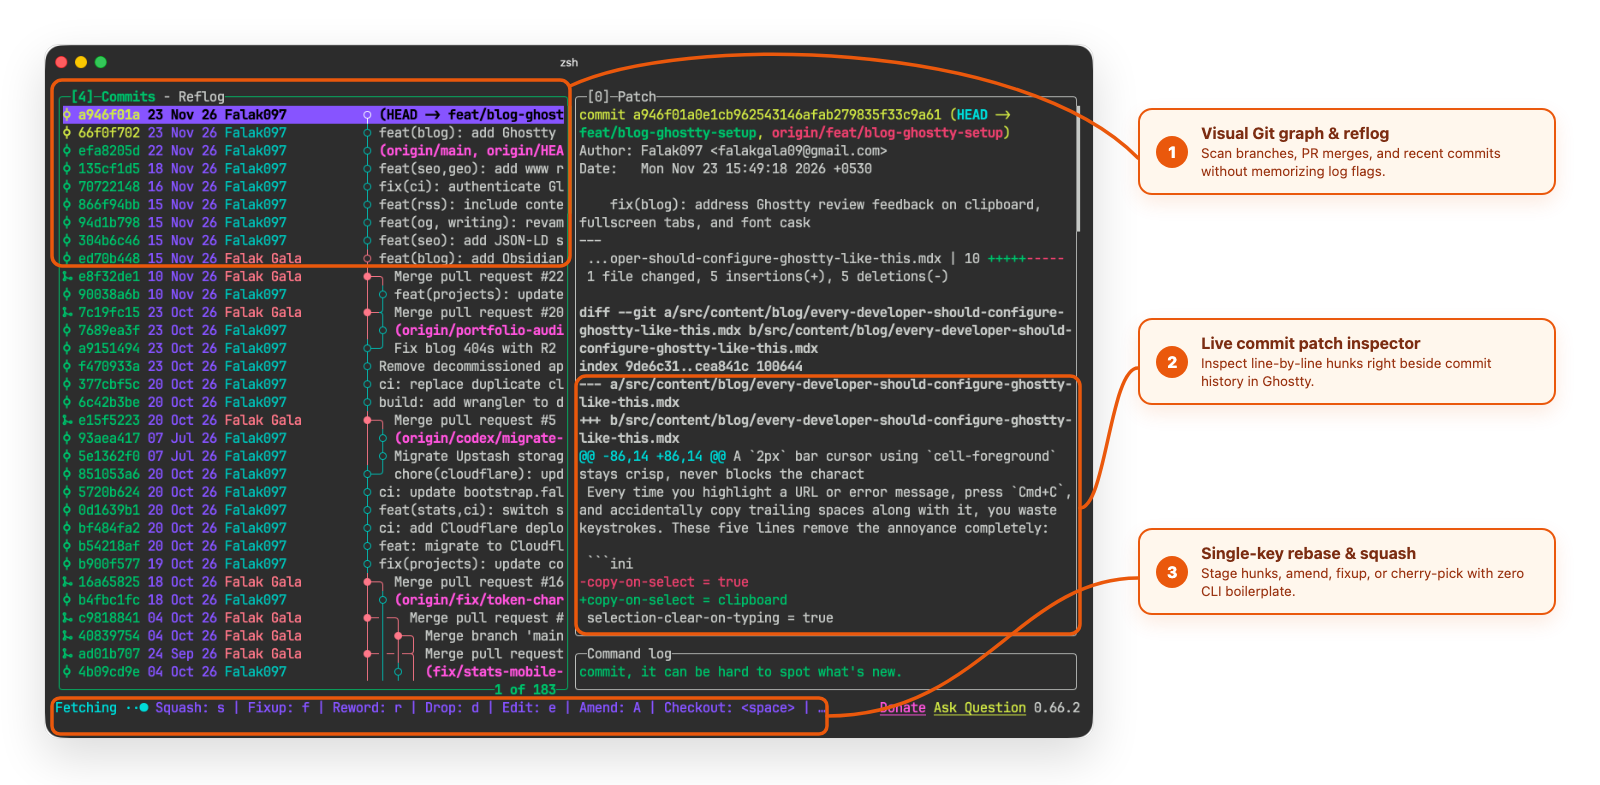 zsh
[4]─Commits - Reflog
a946f01a 23 Nov 26 Falak097 (HEAD → feat/blog-ghost
66f0f702 23 Nov 26 Falak097 feat(blog): add Ghostty
efa8205d 22 Nov 26 Falak097 (origin/main, origin/HEA
135cf1d5 18 Nov 26 Falak097 feat(seo,geo): add www r
70722148 16 Nov 26 Falak097 fix(ci): authenticate Gl
866f94bb 15 Nov 26 Falak097 feat(rss): include conte
94d1b798 15 Nov 26 Falak097 feat(og, writing): revam
304b6c46 15 Nov 26 Falak097 feat(seo): add JSON-LD s
ed70b448 15 Nov 26 Falak Gala feat(blog): add Obsidian
e8f32de1 10 Nov 26 Falak Gala Merge pull request #22
90038a6b 10 Nov 26 Falak097 feat(projects): update
7c19fc15 23 Oct 26 Falak Gala Merge pull request #20
7689ea3f 23 Oct 26 Falak097 (origin/portfolio-audi
a9151494 23 Oct 26 Falak097 Fix blog 404s with R2
f470933a 23 Oct 26 Falak097 Remove decommissioned ap
377cbf5c 20 Oct 26 Falak097 ci: replace duplicate cl
6c42b3be 20 Oct 26 Falak097 build: add wrangler to d
e15f5223 20 Oct 26 Falak Gala Merge pull request #5
93aea417 07 Jul 26 Falak097 (origin/codex/migrate-
5e1362f0 07 Jul 26 Falak097 Migrate Upstash storag
851053a6 20 Oct 26 Falak097 chore(cloudflare): upd
5720b624 20 Oct 26 Falak097 ci: update bootstrap.fal
0d1639b1 20 Oct 26 Falak097 feat(stats,ci): switch s
bf484fa2 20 Oct 26 Falak097 ci: add Cloudflare deplo
b54218af 20 Oct 26 Falak097 feat: migrate to Cloudfl
b900f577 19 Oct 26 Falak097 fix(projects): update co
16a65825 18 Oct 26 Falak Gala Merge pull request #16
b4fbc1fc 18 Oct 26 Falak097 (origin/fix/token-char
c9818841 04 Oct 26 Falak Gala Merge pull request #
40839754 04 Oct 26 Falak Gala Merge branch 'main
ad01b707 24 Sep 26 Falak Gala Merge pull request
4b09cd9e 04 Oct 26 Falak097 (fix/stats-mobile-
1 of 183
[0]─Patch
commit a946f01a0e1cb962543146afab279835f33c9a61 (HEAD →
feat/blog-ghostty-setup, origin/feat/blog-ghostty-setup)
Author: Falak097 <falakgala09@gmail.com>
Date:   Mon Nov 23 15:49:18 2026 +0530
fix(blog): address Ghostty review feedback on clipboard,
fullscreen tabs, and font cask
---
...oper-should-configure-ghostty-like-this.mdx | 10 +++++-----
1 file changed, 5 insertions(+), 5 deletions(-)
diff --git a/src/content/blog/every-developer-should-configure-
ghostty-like-this.mdx b/src/content/blog/every-developer-should-
configure-ghostty-like-this.mdx
index 9de6c31..cea841c 100644
--- a/src/content/blog/every-developer-should-configure-ghostty-
like-this.mdx
+++ b/src/content/blog/every-developer-should-configure-ghostty-
like-this.mdx
@@ -86,14 +86,14 @@ A `2px` bar cursor using `cell-foreground`
stays crisp, never blocks the charact
Every time you highlight a URL or error message, press `Cmd+C`,
and accidentally copy trailing spaces along with it, you waste
keystrokes. These five lines remove the annoyance completely:
```ini
-copy-on-select = true
+copy-on-select = clipboard
selection-clear-on-typing = true
Command log
commit, it can be hard to spot what's new.
Fetching ··● Squash: s | Fixup: f | Reword: r | Drop: d | Edit: e | Amend: A | Checkout: <space> | …
Donate Ask Question 0.66.2
1
Visual Git graph & reflog
Scan branches, PR merges, and recent commits
without memorizing log flags.
2
Live commit patch inspector
Inspect line-by-line hunks right beside commit
history in Ghostty.
3
Single-key rebase & squash
Stage hunks, amend, fixup, or cherry-pick with zero
CLI boilerplate.